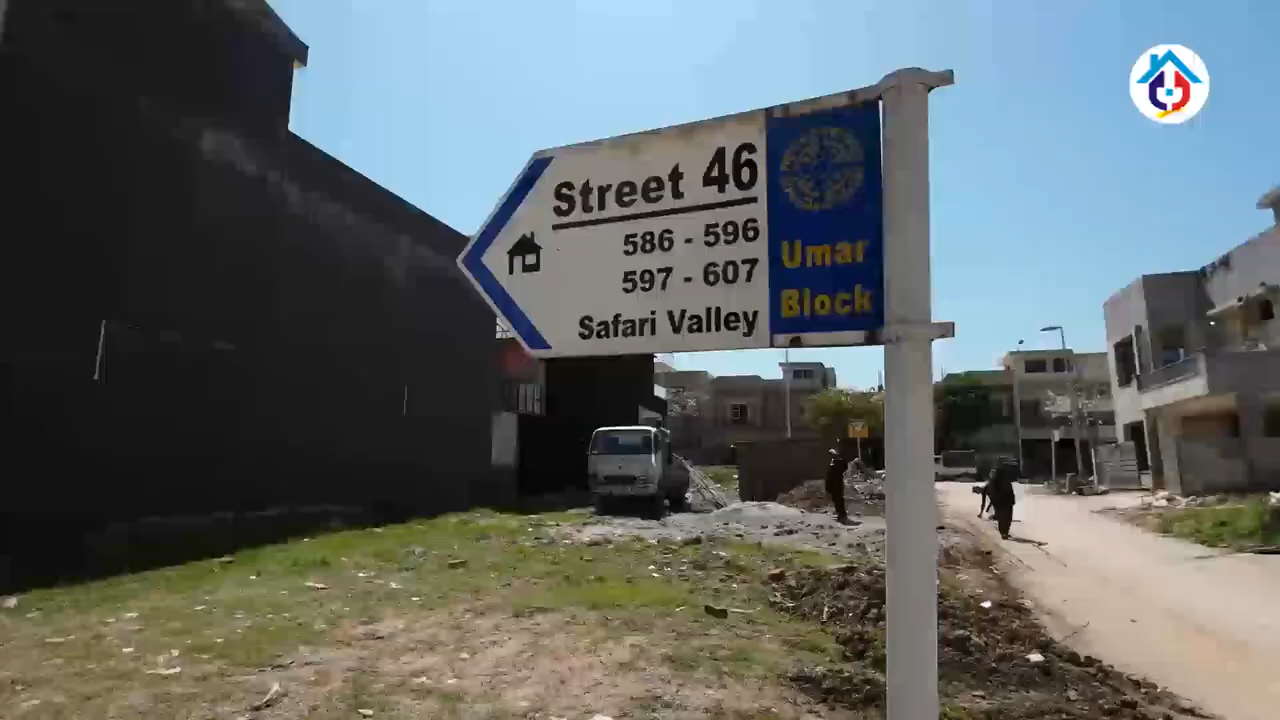 Street 46
586 - 596
597 - 607
Safari Valley
Umar
Block